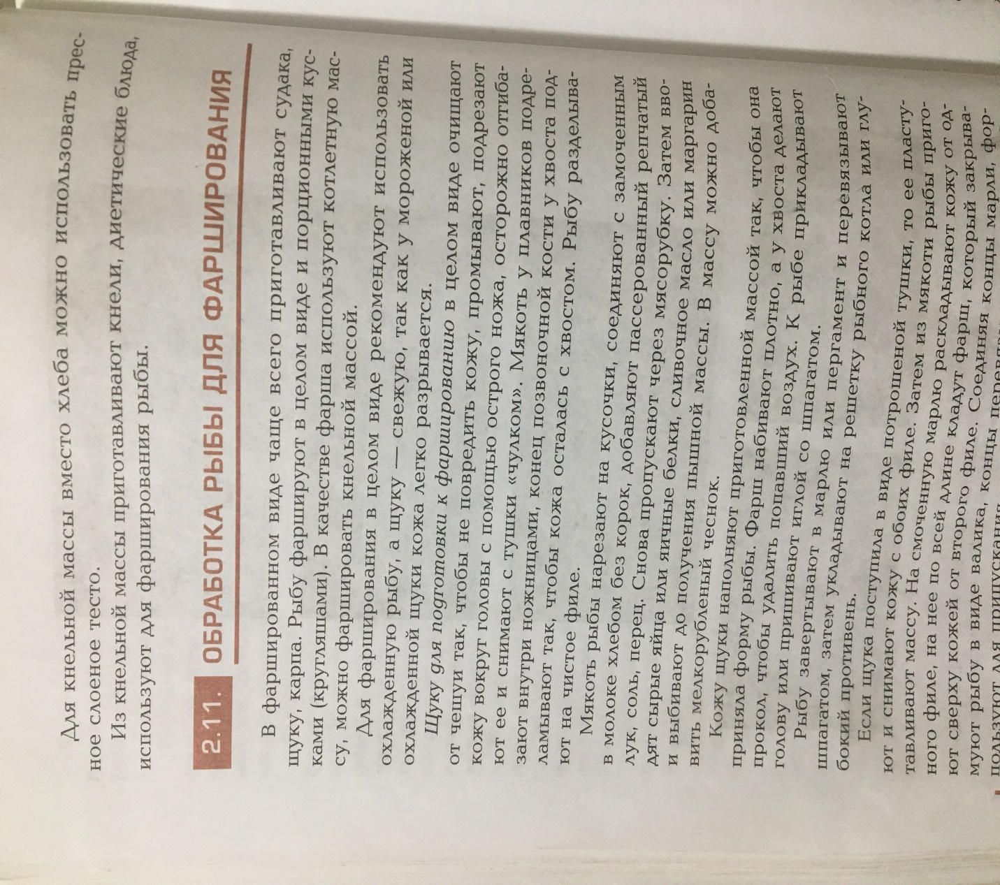 Для кнельной массы вместо хлеба можно использовать прес-
ное слоеное тесто.
Из кнельной массы приготавливают кнели, диетические блюда,
используют для фарширования рыбы.
2.11. ОБРАБОТКА РЫБЫ ДЛЯ ФАРШИРОВАНИЯ
В фаршированном виде чаще всего приготавливают судака,
щуку, карпа. Рыбу фаршируют в целом виде и порционными кус-
ками (кругляшами). В качестве фарша используют котлетную мас-
су, можно фаршировать кнельной массой.
Для фарширования в целом виде рекомендуют использовать
охлажденную рыбу, а щуку — свежую, так как у мороженой или
охлажденной щуки кожа легко разрывается.
Щуку для подготовки к фаршированию в целом виде очищают
от чешуи так, чтобы не повредить кожу, промывают, подрезают
кожу вокруг головы с помощью острого ножа, осторожно отгиба-
ют ее и снимают с тушки «чулком». Мякоть у плавников подре-
зают внутри ножницами, конец позвоночной кости у хвоста под-
ламывают так, чтобы кожа осталась с хвостом. Рыбу разделыва-
ют на чистое филе.
Мякоть рыбы нарезают на кусочки, соединяют с замоченным
в молоке хлебом без корок, добавляют пассерованный репчатый
лук, соль, перец. Снова пропускают через мясорубку. Затем вво-
дят сырые яйца или яичные белки, сливочное масло или маргарин
и выбивают до получения пышной массы. В массу можно доба-
вить мелкорубленый чеснок.
Кожу щуки наполняют приготовленной массой так, чтобы она
приняла форму рыбы. Фарш набивают плотно, а у хвоста делают
прокол, чтобы удалить попавший воздух. К рыбе прикладывают
голову или пришивают иглой со шпагатом.
Рыбу завертывают в марлю или пергамент и перевязывают
шпагатом, затем укладывают на решетку рыбного котла или глу-
бокий противень.
Если щука поступила в виде потрошеной тушки, то ее пласту-
ют и снимают кожу с обоих филе. Затем из мякоти рыбы приго-
тавливают массу. На смоченную марлю раскладывают кожу от од-
ного филе, на нее по всей длине кладут фарш, который закрыва-
ют сверху кожей от второго филе. Соединяя концы марли, фор-
муют рыбу в виде валика, концы
пользуют для припускания